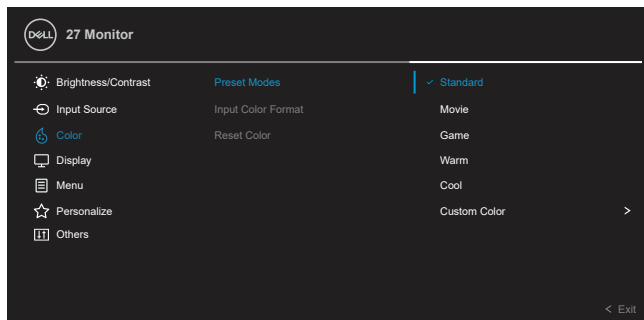 DELL 27 Monitor
Brightness/Contrast Preset Modes Standard
Input Source Input Color Format Movie
Color Reset Color Game
Display Warm
Menu Cool
Personalize Custom Color >
Others
< Exit